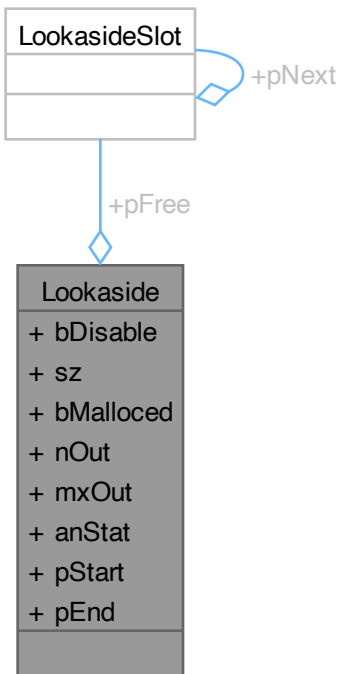 LookasideSlot
+pNext
+pFree
Lookaside
+ bDisable
+ sz
+ bMalloced
+ nOut
+ mxOut
+ anStat
+ pStart
+ pEnd